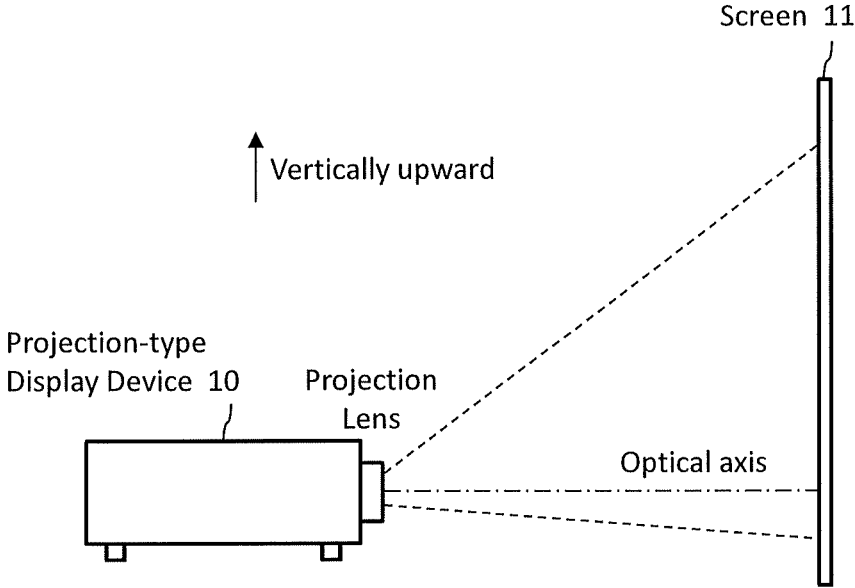 Screen 11
Vertically upward
Projection-type
Display Device 10
Projection
Lens
Optical axis